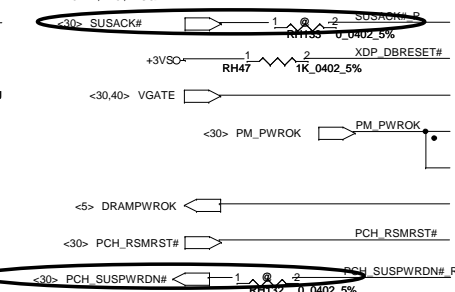 <30> SUSACK# 1 @ 2 SUSACK#_R
RH133 0_0402_5%
+3VS 1 2 XDP_DBRESET#
RH47 1K_0402_5%
<30,40> VGATE
<30> PM_PWROK PM_PWROK
<5> DRAMPWROK
<30> PCH_RSMRST# PCH_RSMRST#
<30> PCH_SUSPWRDN# 1 @ 2 PCH_SUSPWRDN#_R
RH132 0_0402_5%